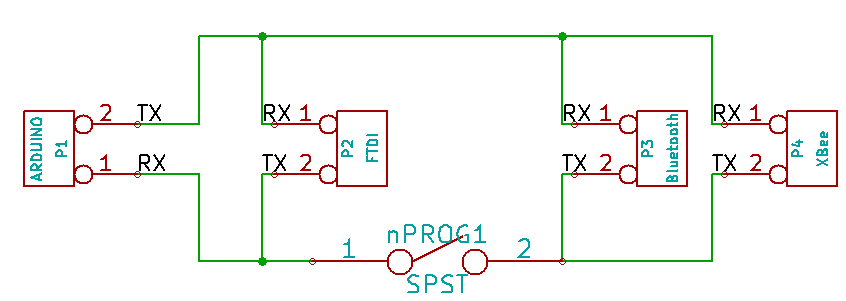 ARDUINO
P1
2
TX
1
RX
RX
1
TX
2
P2
FTDI
RX
1
TX
2
P3
Bluetooth
RX
1
TX
2
P4
XBee
nPROG1
1
2
SPST